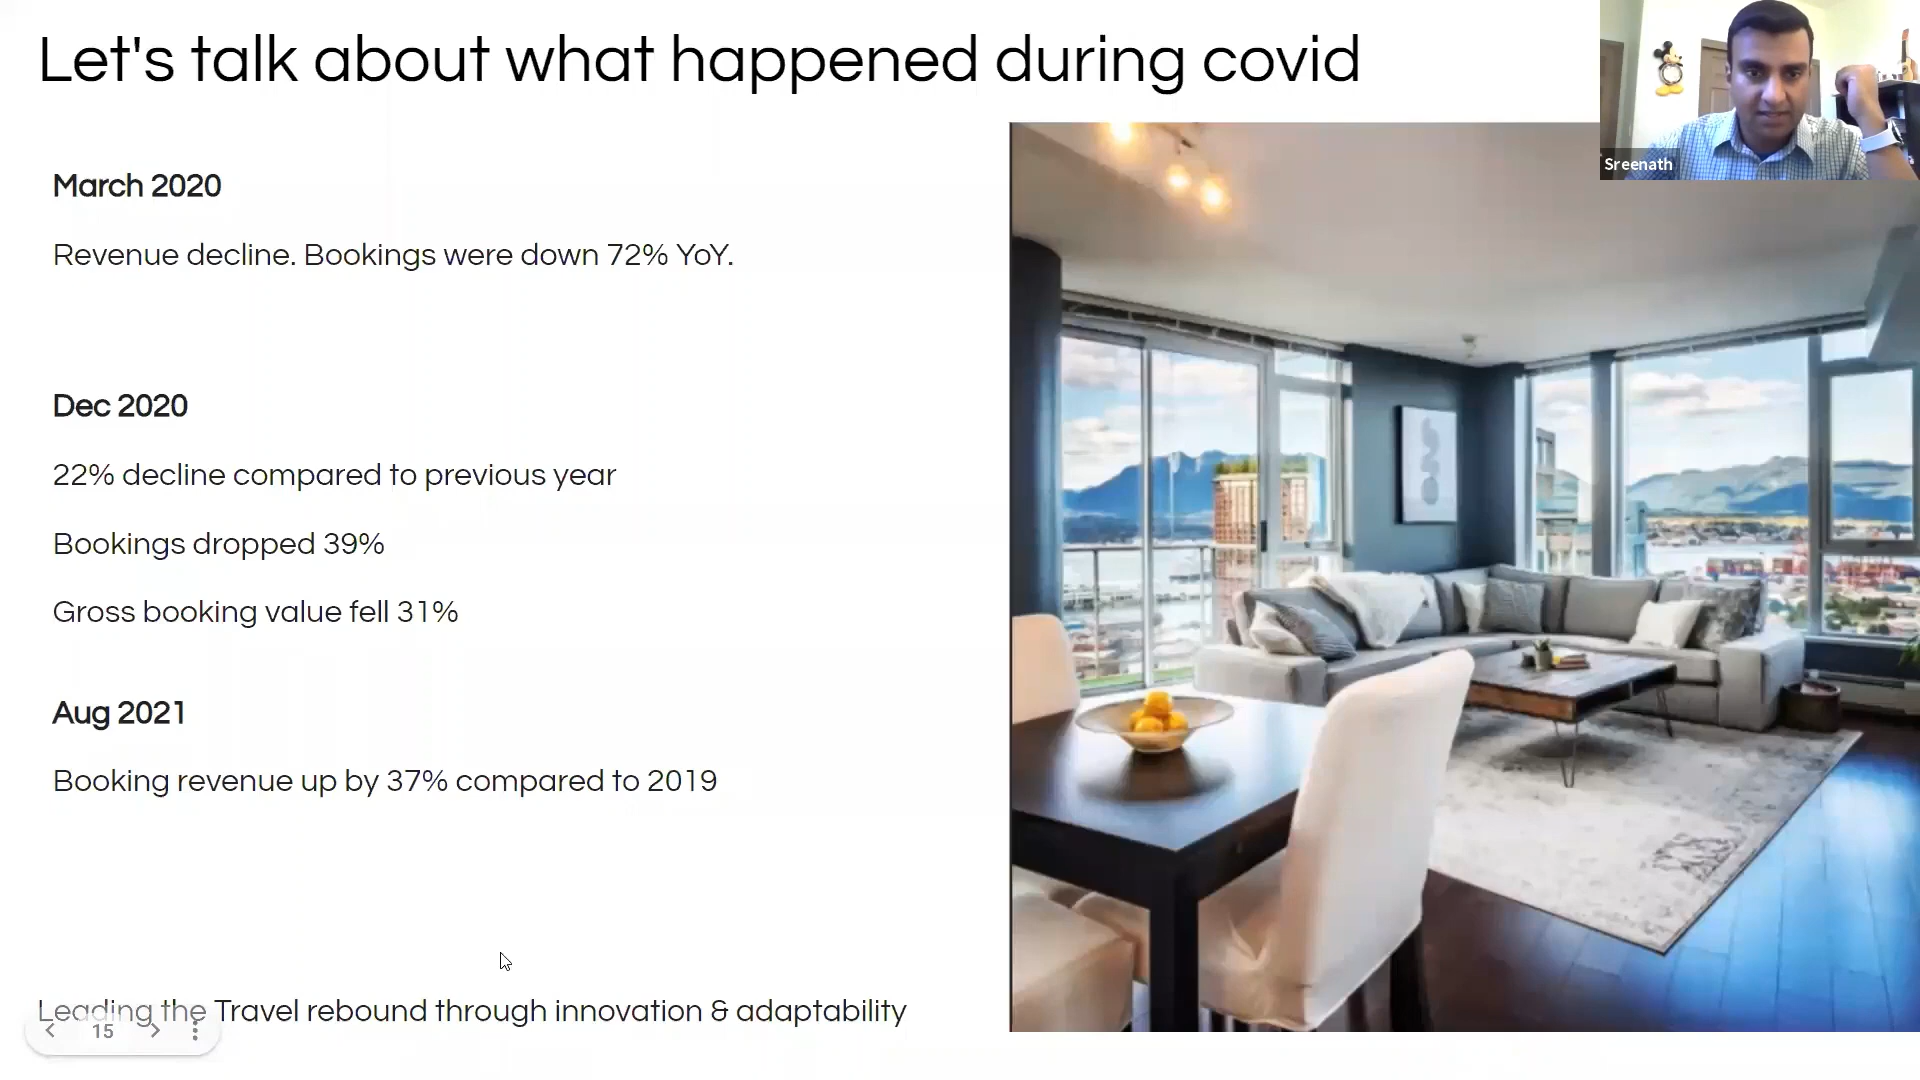 Let's talk about what happened during covid
Sreenath
March 2020
Revenue decline. Bookings were down 72% YoY.
Dec 2020
22% decline compared to previous year
Bookings dropped 39%
Gross booking value fell 31%
Aug 2021
Booking revenue up by 37% compared to 2019
Leading the Travel rebound through innovation & adaptability
15